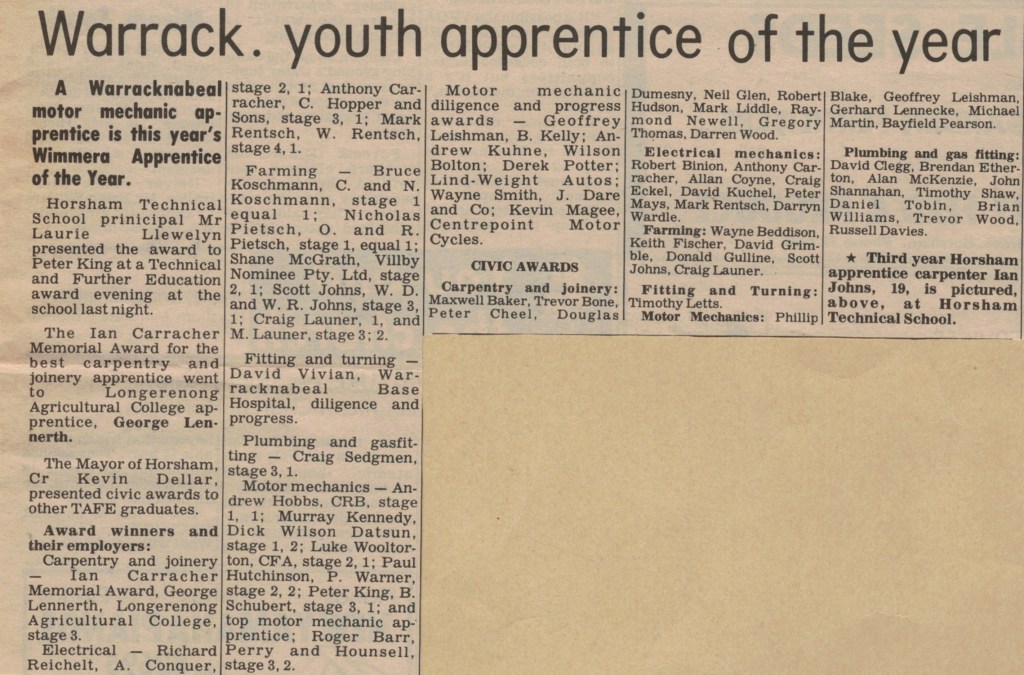 Warrack. youth apprentice of the year
A Warracknabeal
motor mechanic ap-
prentice is this year's
Wimmera Apprentice
of the Year.
Horsham Technical
School prinicipal Mr
Laurie Llewelyn
presented the award to
Peter King at a Technical
and Further Education
award evening at the
school last night.
The Ian Carracher
Memorial Award for the
best carpentry and
joinery apprentice went
to Longerenong
Agricultural College ap-
prentice, George Len-
nerth.
The Mayor of Horsham,
Cr Kevin Dellar,
presented civic awards to
other TAFE graduates.
Award winners and
their employers:
Carpentry and joinery
— Ian Carracher
Memorial Award, George
Lennerth, Longerenong
Agricultural College,
stage 3.
Electrical — Richard
Reichelt, A. Conquer,
stage 2, 1; Anthony Car-
racher, C. Hopper and
Sons, stage 3, 1; Mark
Rentsch, W. Rentsch,
stage 4, 1.
Farming — Bruce
Koschmann, C. and N.
Koschmann, stage 1
equal 1; Nicholas
Pietsch, O. and R.
Pietsch, stage 1, equal 1;
Shane McGrath, Villby
Nominee Pty. Ltd, stage
2, 1; Scott Johns, W. D.
and W. R. Johns, stage 3,
1; Craig Launer, 1, and
M. Launer, stage 3; 2.
Fitting and turning —
David Vivian, War-
racknabeal Base
Hospital, diligence and
progress.
Plumbing and gasfit-
ting — Craig Sedgmen,
stage 3, 1.
Motor mechanics — An-
drew Hobbs, CRB, stage
1, 1; Murray Kennedy,
Dick Wilson Datsun,
stage 1, 2; Luke Wooltor-
ton, CFA, stage 2, 1; Paul
Hutchinson, P. Warner,
stage 2, 2; Peter King, B.
Schubert, stage 3, 1; and
top motor mechanic ap-
prentice; Roger Barr,
Perry and Hounsell,
stage 3, 2.
Motor mechanic
diligence and progress
awards — Geoffrey
Leishman, B. Kelly; An-
drew Kuhne, Wilson
Bolton; Derek Potter;
Lind-Weight Autos;
Wayne Smith, J. Dare
and Co; Kevin Magee,
Centrepoint Motor
Cycles.
CIVIC AWARDS
Carpentry and joinery:
Maxwell Baker, Trevor Bone,
Peter Cheel, Douglas
Dumesny, Neil Glen, Robert
Hudson, Mark Liddle, Ray-
mond Newell, Gregory
Thomas, Darren Wood.
Electrical mechanics:
Robert Binion, Anthony Car-
racher, Allan Coyne, Craig
Eckel, David Kuchel, Peter
Mays, Mark Rentsch, Darryn
Wardle.
Farming: Wayne Beddison,
Keith Fischer, David Grim-
ble, Donald Gulline, Scott
Johns, Craig Launer.
Fitting and Turning:
Timothy Letts.
Motor Mechanics: Phillip
Blake, Geoffrey Leishman,
Gerhard Lennecke, Michael
Martin, Bayfield Pearson.
Plumbing and gas fitting:
David Clegg, Brendan Ether-
ton, Alan McKenzie, John
Shannahan, Timothy Shaw,
Daniel Tobin, Brian
Williams, Trevor Wood,
Russell Davies.
★ Third year Horsham
apprentice carpenter Ian
Johns, 19, is pictured,
above, at Horsham
Technical School.